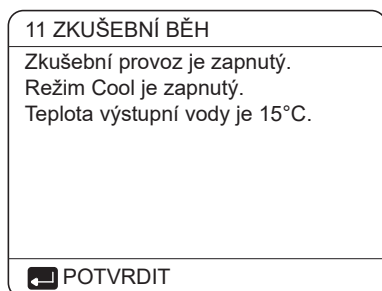 11 ZKUŠEBNÍ BĚH
Zkušební provoz je zapnutý.
Režim Cool je zapnutý.
Teplota výstupní vody je 15°C.
POTVRDIT